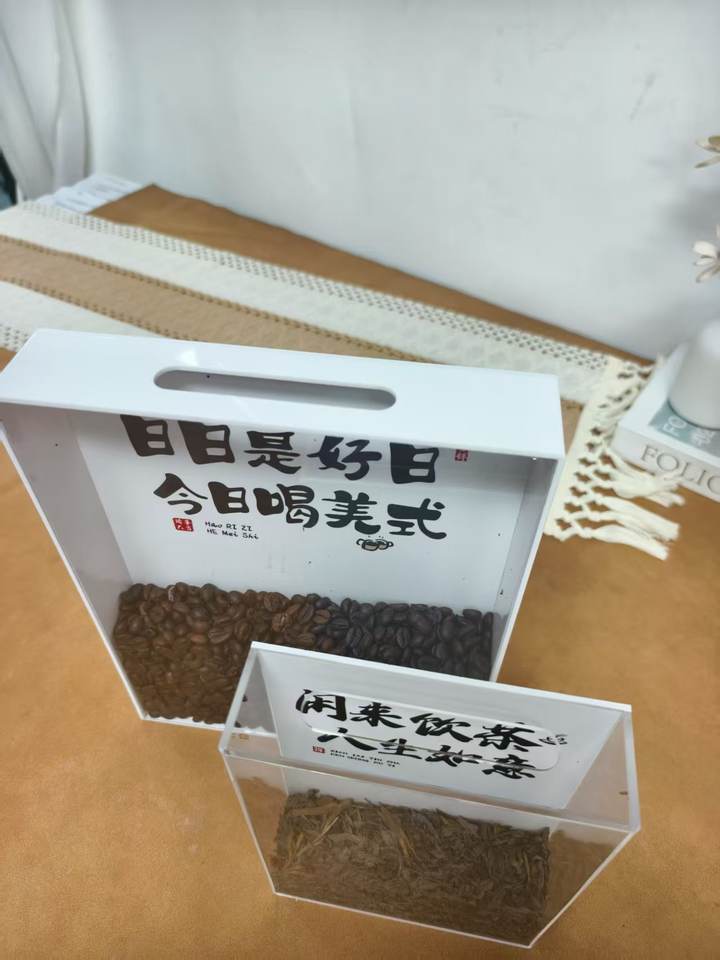 日日是好日
今日喝美式
HaO RI ZI
HE Mei Shi
闲来饮茶
人生如意
FOLIO